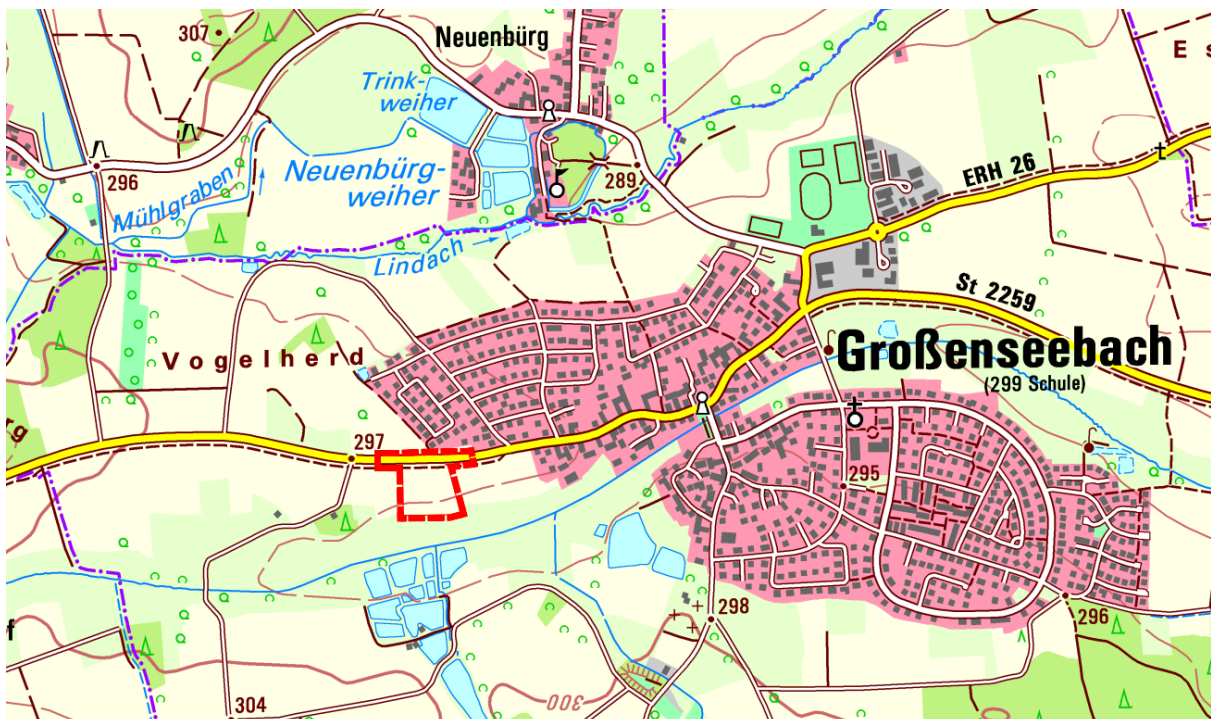 307
Neuenbürg
E s
Trink-
weiher
296
Mühlgraben
Neuenbürg-
weiher
289
ERH 26
Lindach
St 2259
Vogelherd
Großenseebach
(299 Schule)
rg
297
295
298
296
f
304
300